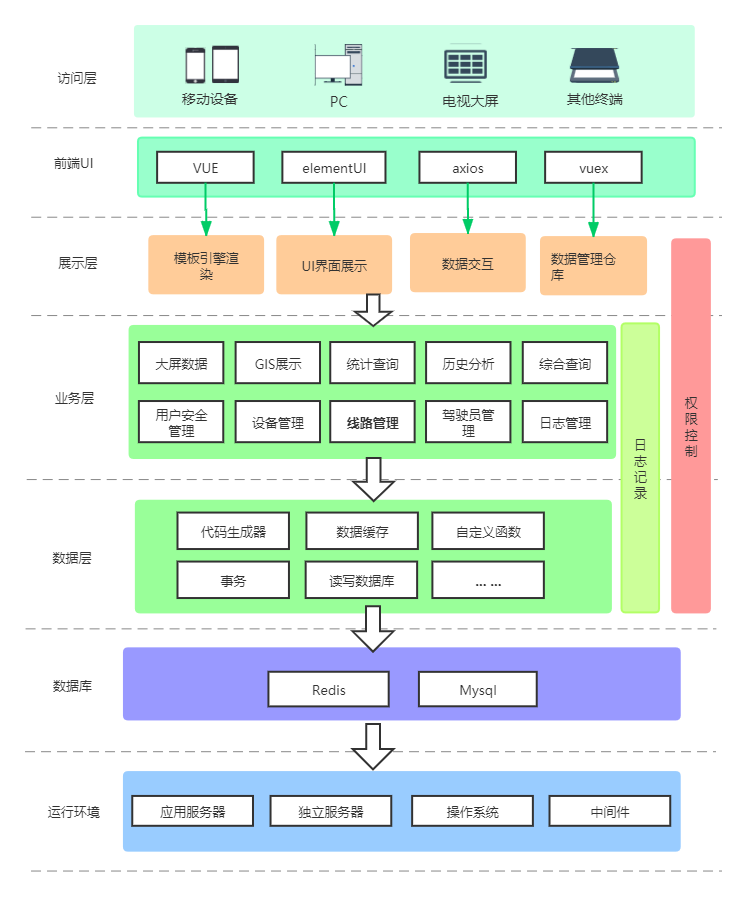 访问层
移动设备
PC
电视大屏
其他终端
前端UI
VUE
elementUI
axios
vuex
展示层
模板引擎渲
染
UI界面展示
数据交互
数据管理仓
库
业务层
大屏数据
GIS展示
统计查询
历史分析
综合查询
用户安全
管理
设备管理
线路管理
驾驶员管
理
日志管理
日
志
记
录
权
限
控
制
数据层
代码生成器
数据缓存
自定义函数
事务
读写数据库
... ...
数据库
Redis
Mysql
运行环境
应用服务器
独立服务器
操作系统
中间件